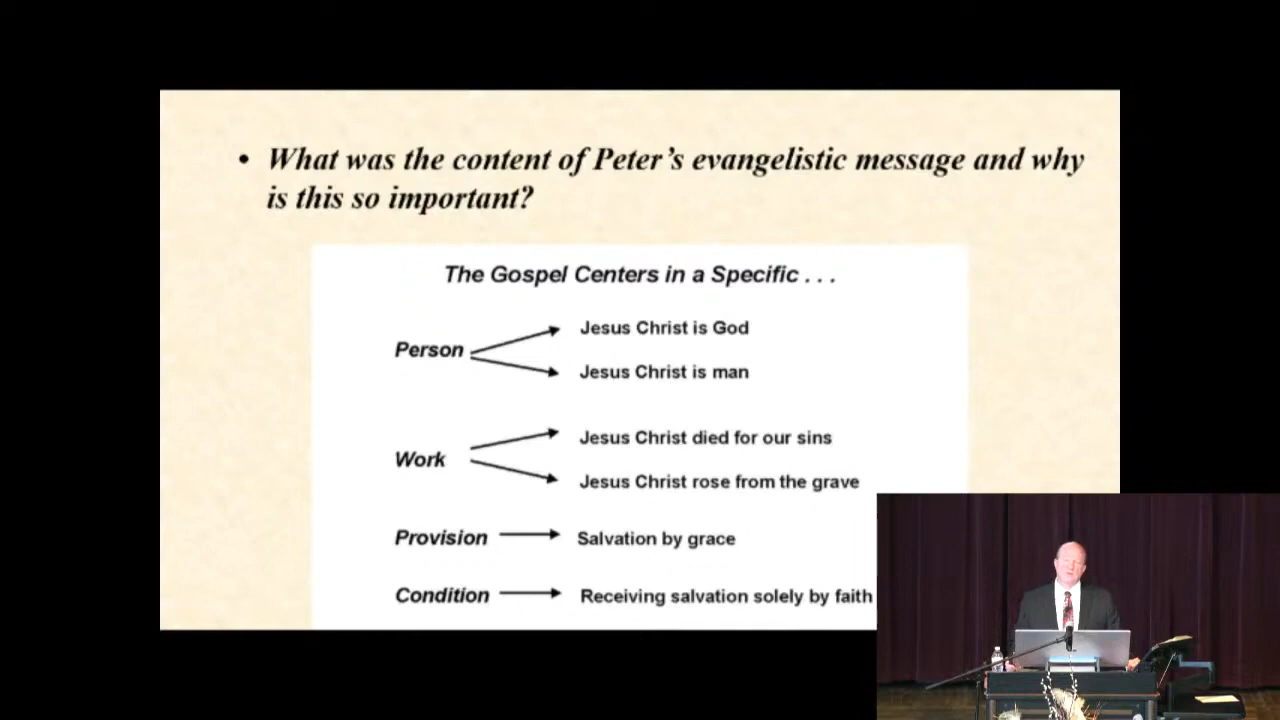 • What was the content of Peter's evangelistic message and why
is this so important?
The Gospel Centers in a Specific . . .
Person
Jesus Christ is God
Jesus Christ is man
Work
Jesus Christ died for our sins
Jesus Christ rose from the grave
Provision
Salvation by grace
Condition
Receiving salvation solely by faith